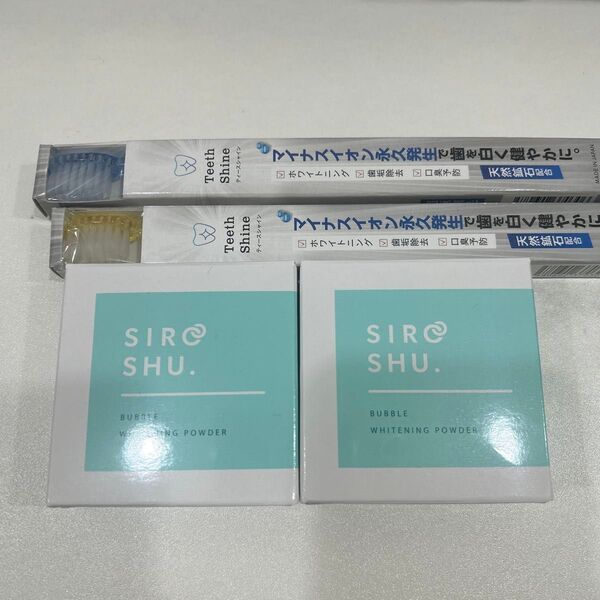 Teeth
Shine
ティースシャイン
マイナスイオン永久発生で歯を白く健やかに。
ホワイトニング 歯垢除去 口臭予防
天然鉱石配合
MADE IN JAPAN
Teeth
Shine
ティースシャイン
マイナスイオン永久発生で歯を白く健やかに
ホワイトニング 歯垢除去 口臭予防
天然鉱石配合
SIRO
SHU.
BUBBLE
WHITENING POWDER
SIRO
SHU.
BUBBLE
WHITENING POWDER